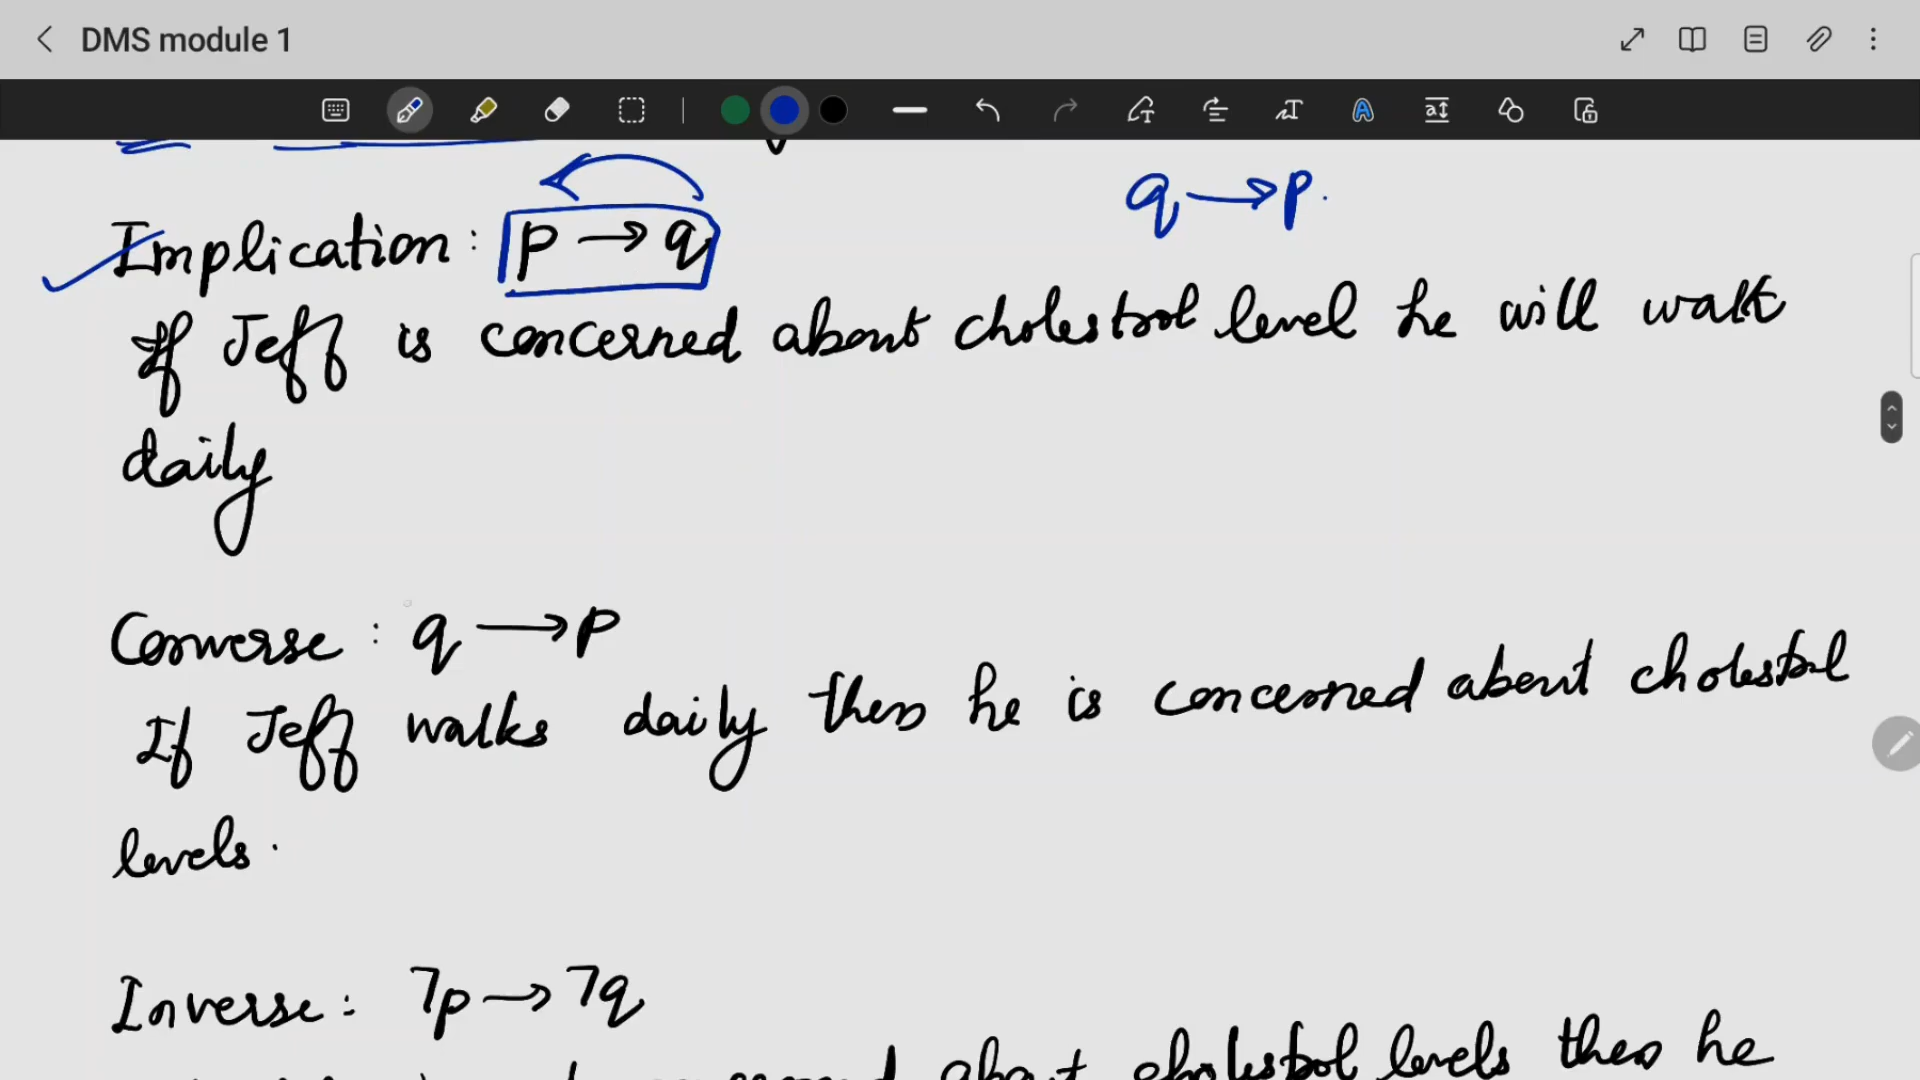 DMS module 1
q → p.
Implication : p → q
If Jeff is concerned about cholestrol level he will walk
daily
Converse : q → p
If Jeff walks daily then he is concerned about cholestrol
levels.
Inverse : ¬p → ¬q
about cholestrol levels then he